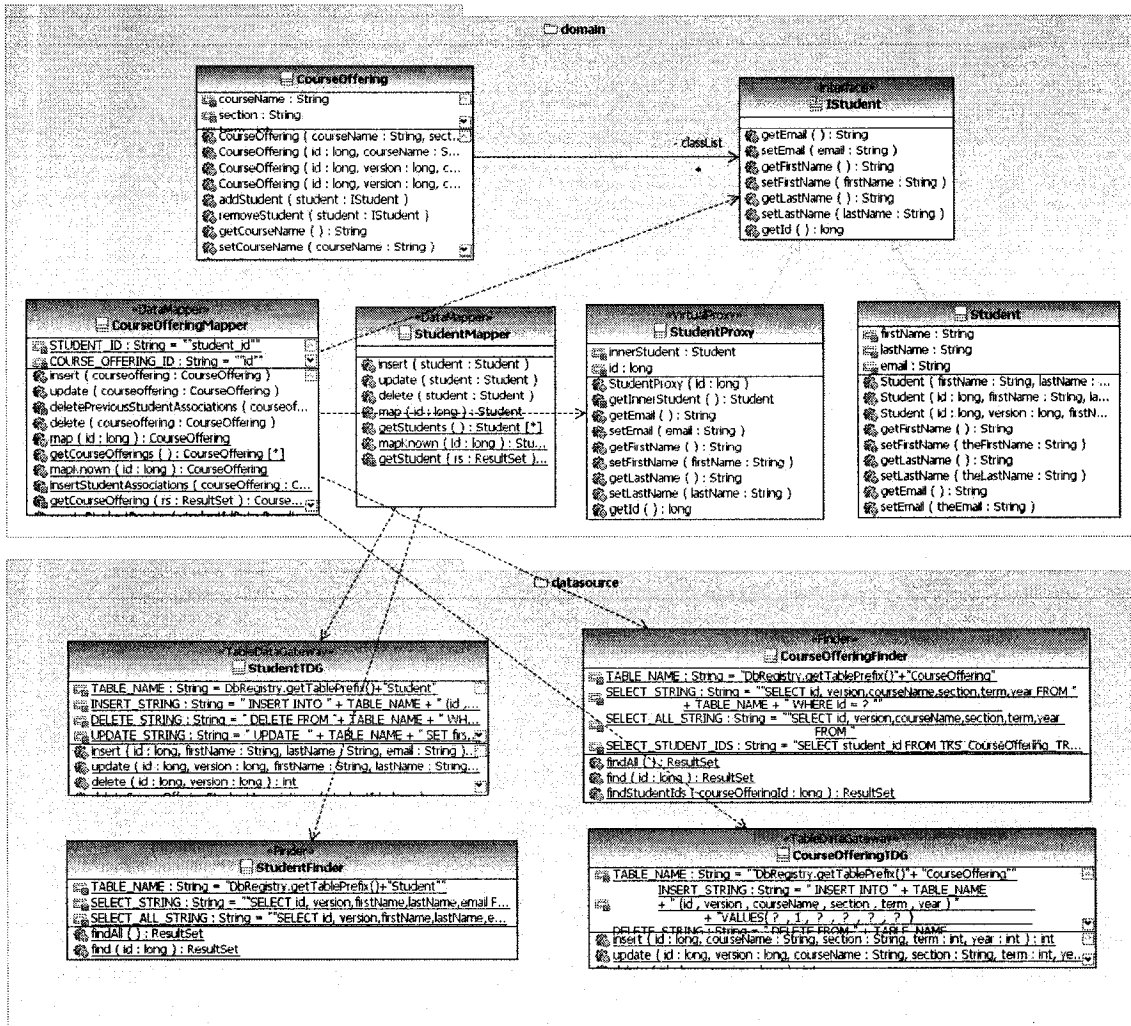 domain
CourseOffering
courseName : String
section : String
CourseOffering ( courseName : String, sect...
CourseOffering ( id : long, courseName : S...
CourseOffering ( id : long, version : long, c...
CourseOffering ( id : long, version : long, c...
addStudent ( student : IStudent )
removeStudent ( student : IStudent )
getCourseName ( ) : String
setCourseName ( courseName : String )
- classList
*
«interface»
IStudent
getEmail ( ) : String
setEmail ( email : String )
getFirstName ( ) : String
setFirstName ( firstName : String )
getLastName ( ) : String
setLastName ( lastName : String )
getId ( ) : long
«DataMapper»
CourseOfferingMapper
STUDENT_ID : String = ""student_id""
COURSE_OFFERING_ID : String = ""id""
insert ( courseoffering : CourseOffering )
update ( courseoffering : CourseOffering )
deletePreviousStudentAssociations ( courseof...
delete ( courseoffering : CourseOffering )
map ( id : long ) : CourseOffering
getCourseOfferings ( ) : CourseOffering [*]
mapKnown ( id : long ) : CourseOffering
insertStudentAssociations ( courseOffering : C...
getCourseOffering ( rs : ResultSet ) : Course...
«DataMapper»
StudentMapper
insert ( student : Student )
update ( student : Student )
delete ( student : Student )
map ( id : long ) : Student
getStudents ( ) : Student [*]
mapKnown ( id : long ) : Stu...
getStudent ( rs : ResultSet )...
«VirtualProxy»
StudentProxy
innerStudent : Student
id : long
StudentProxy ( id : long )
getInnerStudent ( ) : Student
getEmail ( ) : String
setEmail ( email : String )
getFirstName ( ) : String
setFirstName ( firstName : String )
getLastName ( ) : String
setLastName ( lastName : String )
getId ( ) : long
Student
firstName : String
lastName : String
email : String
Student ( firstName : String, lastName : ...
Student ( id : long, firstName : String, la...
Student ( id : long, version : long, firstN...
getFirstName ( ) : String
setFirstName ( theFirstName : String )
getLastName ( ) : String
setLastName ( theLastName : String )
getEmail ( ) : String
setEmail ( theEmail : String )
datasource
«TableDataGateway»
StudentTDG
TABLE_NAME : String = DbRegistry.getTablePrefix()+"Student"
INSERT_STRING : String = " INSERT INTO " + TABLE_NAME + " (id ,...
DELETE_STRING : String = " DELETE FROM "+ TABLE_NAME + " WH...
UPDATE_STRING : String = " UPDATE " + TABLE_NAME + " SET firs...
insert ( id : long, firstName : String, lastName : String, email : String )...
update ( id : long, version : long, firstName : String, lastName : String...
delete ( id : long, version : long ) : int
«Finder»
CourseOfferingFinder
TABLE_NAME : String = "DbRegistry.getTablePrefix()"+"CourseOffering"
SELECT_STRING : String = ""SELECT id, version,courseName,section,term,year FROM "
+ TABLE_NAME + " WHERE id = ? ""
SELECT_ALL_STRING : String = ""SELECT id, version,courseName,section,term,year
FROM "
SELECT_STUDENT_IDS : String = "SELECT student_id FROM TRS_CourseOffering_TR...
findAll ( ) : ResultSet
find ( id : long ) : ResultSet
findStudentIds ( courseOfferingId : long ) : ResultSet
«Finder»
StudentFinder
TABLE_NAME : String = "DbRegistry.getTablePrefix()+"Student""
SELECT_STRING : String = ""SELECT id, version,firstName,lastName,email F...
SELECT_ALL_STRING : String = ""SELECT id, version,firstName,lastName,e...
findAll ( ) : ResultSet
find ( id : long ) : ResultSet
«TableDataGateway»
CourseOfferingTDG
TABLE_NAME : String = ""DbRegistry.getTablePrefix()"+ "CourseOffering""
INSERT_STRING : String = " INSERT INTO " + TABLE_NAME
+ " (id , version , courseName , section , term , year ) "
+ "VALUES( ? , 1 , ? , ? , ? , ? )
DELETE_STRING : String = " DELETE FROM " + TABLE_NAME
insert ( id : long, courseName : String, section : String, term : int, year : int ) : int
update ( id : long, version : long, courseName : String, section : String, term : int, ye...